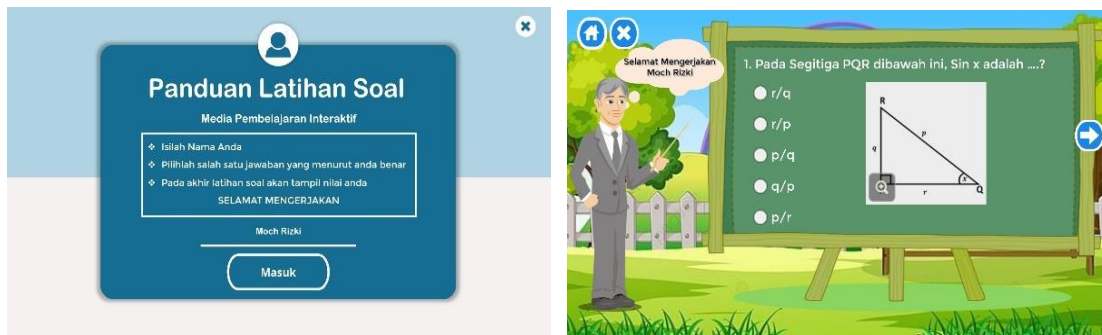 Panduan Latihan Soal
Media Pembelajaran Interaktif
❖ Isilah Nama Anda
❖ Pilihlah salah satu jawaban yang menurut anda benar
❖ Pada akhir latihan soal akan tampil nilai anda
SELAMAT MENGERJAKAN
Moch Rizki
Masuk
Selamat Mengerjakan
Moch Rizki
1. Pada Segitiga PQR dibawah ini, Sin x adalah ....?
r/q
r/p
p/q
q/p
p/r
R
p
q
x
Q
r